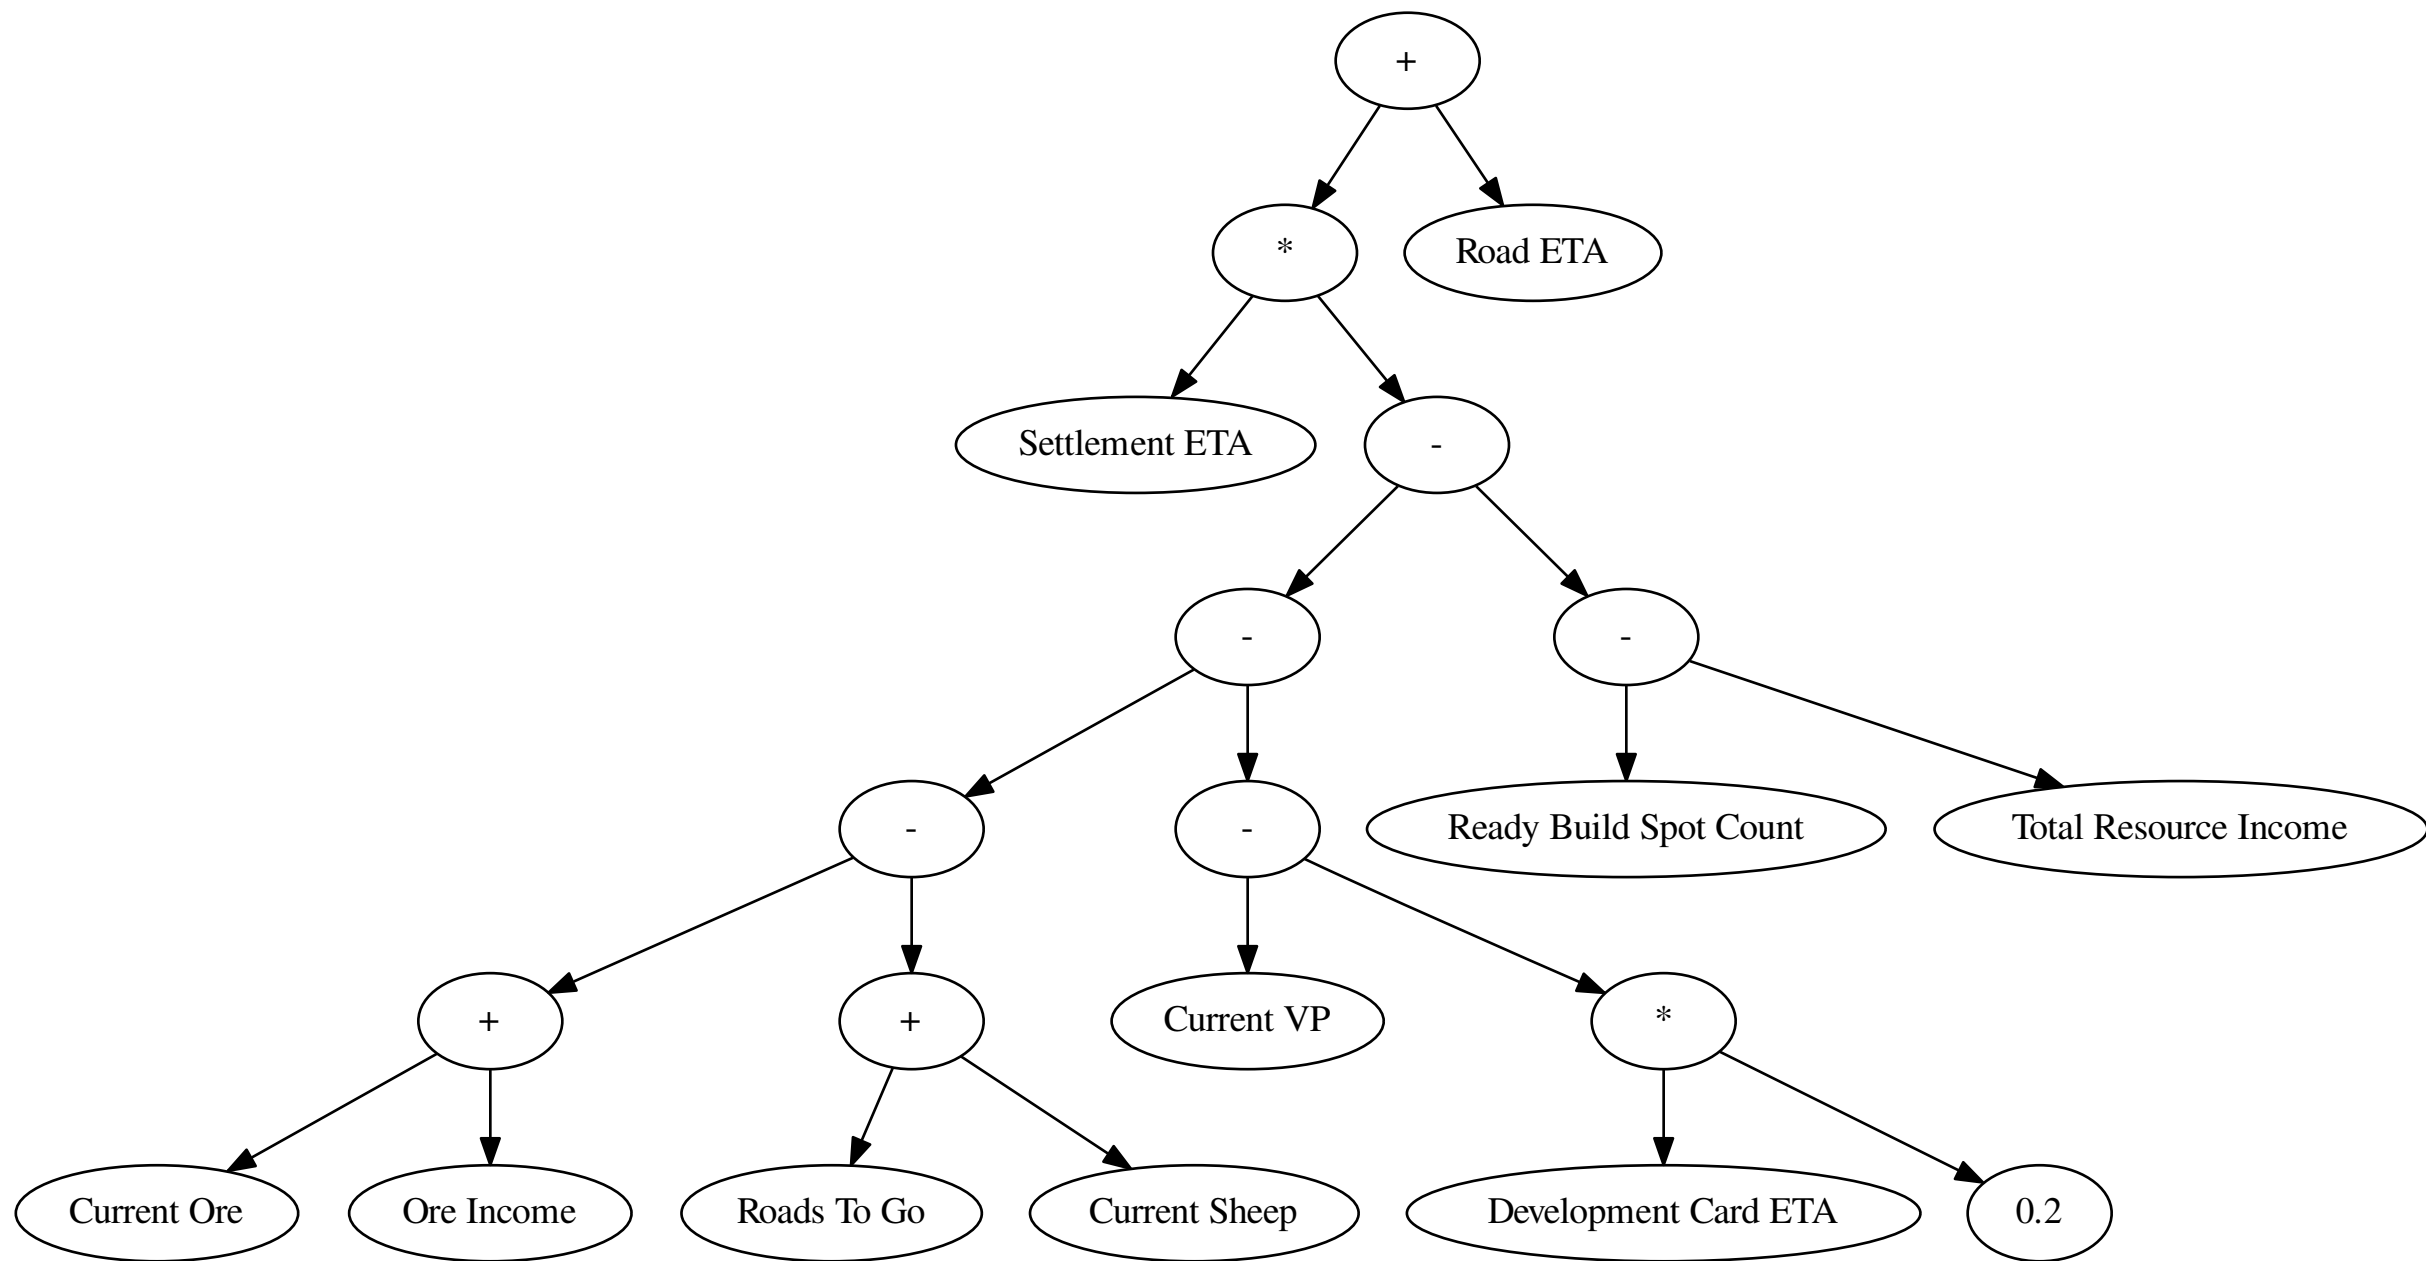 +
*
Road ETA
Settlement ETA
-
-
-
-
-
Ready Build Spot Count
Total Resource Income
+
+
Current VP
*
Current Ore
Ore Income
Roads To Go
Current Sheep
Development Card ETA
0.2